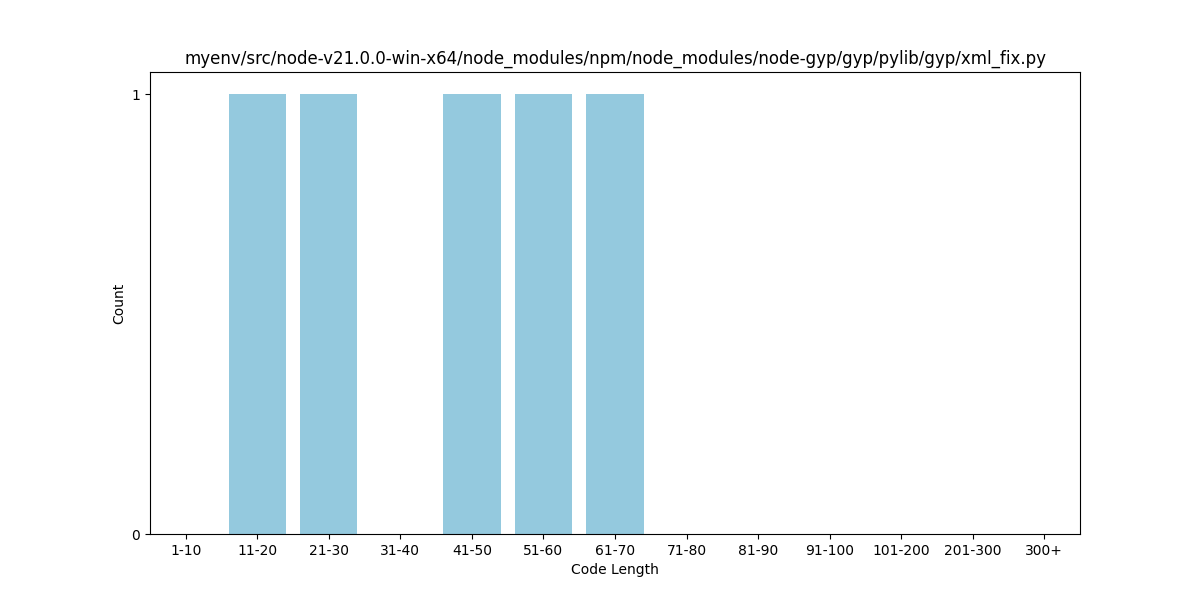 myenv/src/node-v21.0.0-win-x64/node_modules/npm/node_modules/node-gyp/gyp/pylib/gyp/xml_fix.py
1
Count
0
1-10 11-20 21-30 31-40 41-50 51-60 61-70 71-80 81-90 91-100 101-200 201-300 300+
Code Length